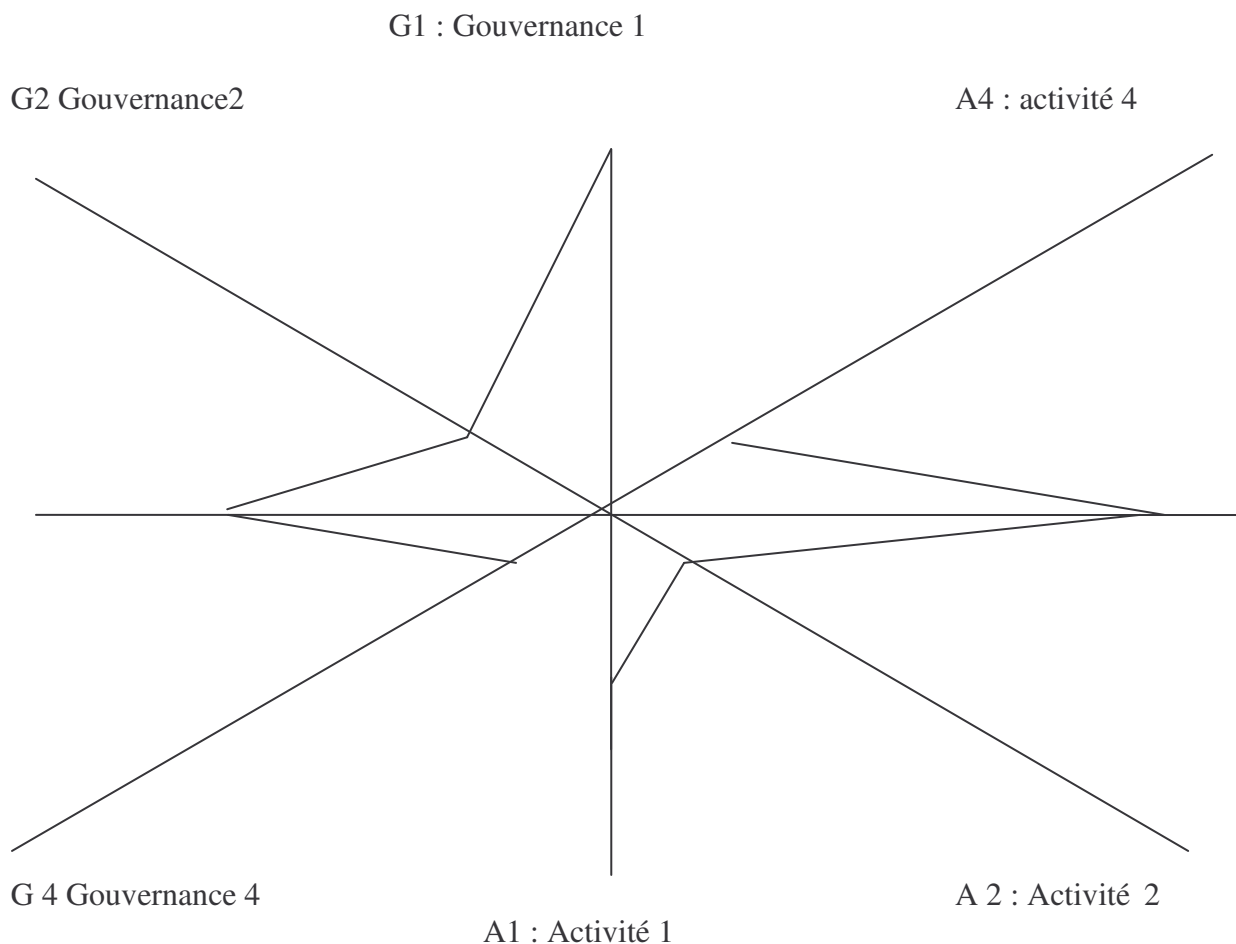 G1 : Gouvernance 1
G2 Gouvernance2
A4 : activité 4
G 4 Gouvernance 4
A 2 : Activité 2
A1 : Activité 1